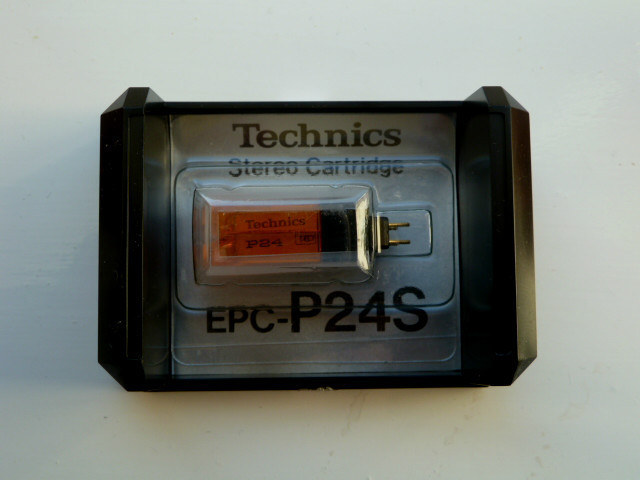 Technics
Stereo Cartridge
Technics
P24
EPC-P24S